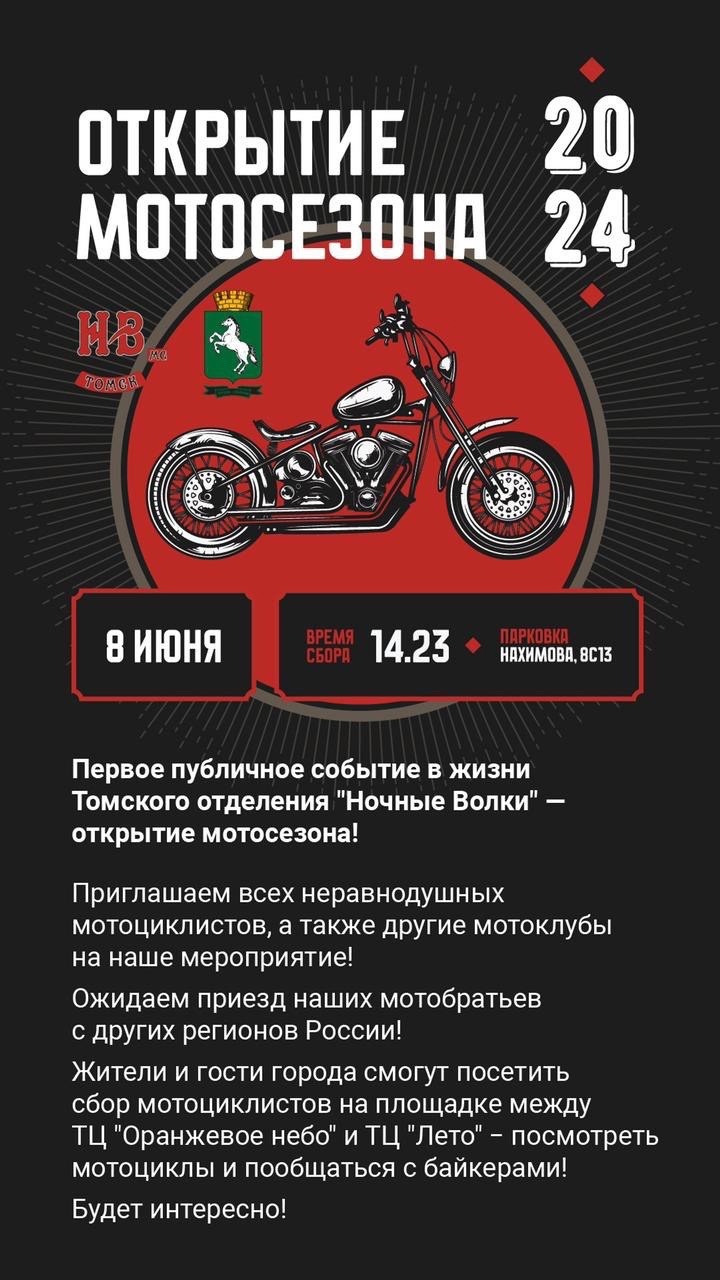 ОТКРЫТИЕ
МОТОСЕЗОНА
20
24
НВ МС
ТОМСК
8 ИЮНЯ
ВРЕМЯ
СБОРА
14.23
ПАРКОВКА
НАХИМОВА, 8С13
Первое публичное событие в жизни
Томского отделения "Ночные Волки" —
открытие мотосезона!
Приглашаем всех неравнодушных
мотоциклистов, а также другие мотоклубы
на наше мероприятие!
Ожидаем приезд наших мотобратьев
с других регионов России!
Жители и гости города смогут посетить
сбор мотоциклистов на площадке между
ТЦ "Оранжевое небо" и ТЦ "Лето" - посмотреть
мотоциклы и пообщаться с байкерами!
Будет интересно!